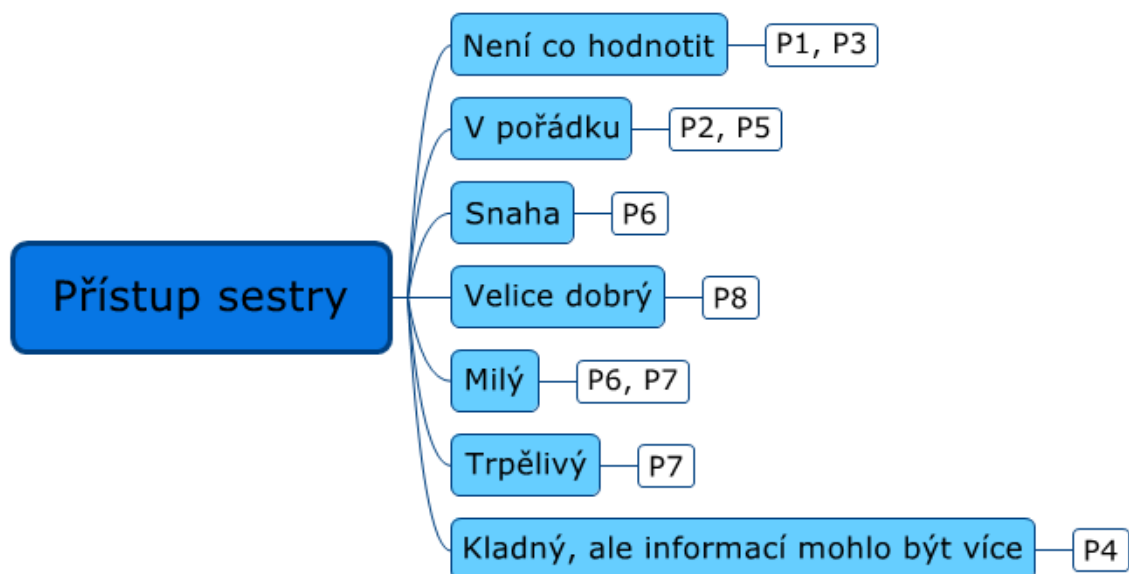 Přístup sestry
Není co hodnotit
P1, P3
V pořádku
P2, P5
Snaha
P6
Velice dobrý
P8
Milý
P6, P7
Trpělivý
P7
Kladný, ale informací mohlo být více
P4